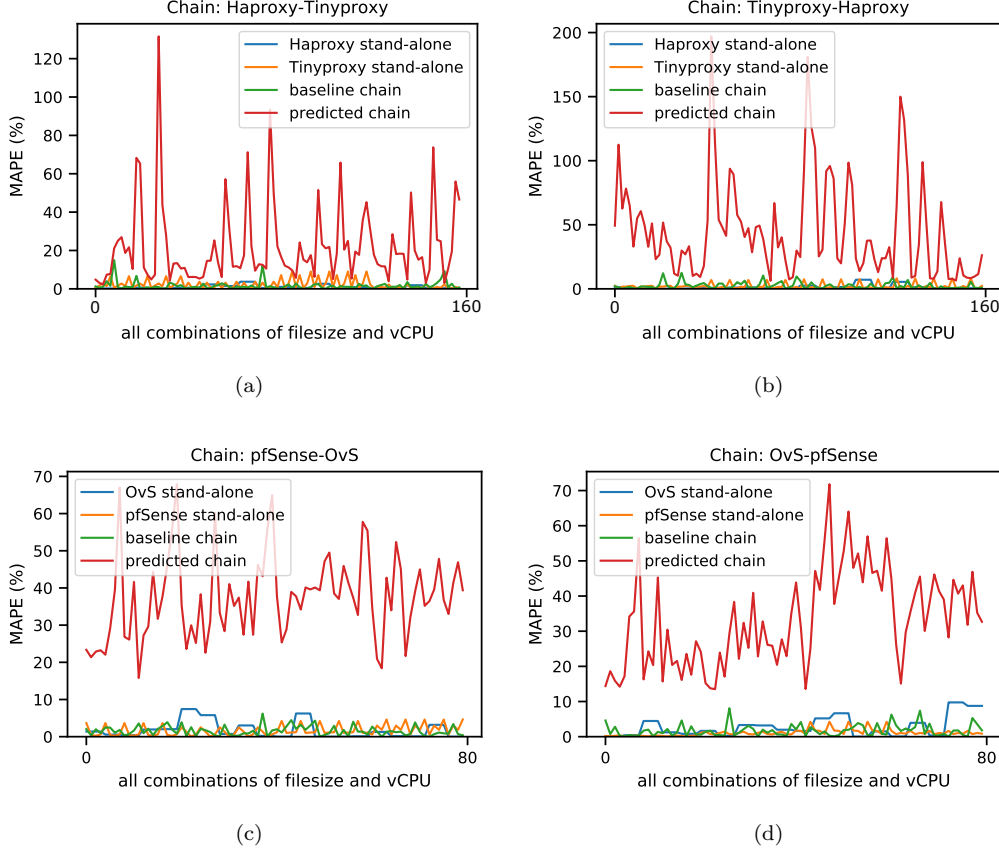 Chain: Haproxy-Tinyproxy
MAPE (%)
120
100
80
60
40
20
0
Haproxy stand-alone
Tinyproxy stand-alone
baseline chain
predicted chain
0
160
all combinations of filesize and vCPU
(a)
Chain: Tinyproxy-Haproxy
MAPE (%)
200
150
100
50
0
Haproxy stand-alone
Tinyproxy stand-alone
baseline chain
predicted chain
0
160
all combinations of filesize and vCPU
(b)
Chain: pfSense-OvS
MAPE (%)
70
60
50
40
30
20
10
0
OvS stand-alone
pfSense stand-alone
baseline chain
predicted chain
0
80
all combinations of filesize and vCPU
(c)
Chain: OvS-pfSense
MAPE (%)
70
60
50
40
30
20
10
0
OvS stand-alone
pfSense stand-alone
baseline chain
predicted chain
0
80
all combinations of filesize and vCPU
(d)